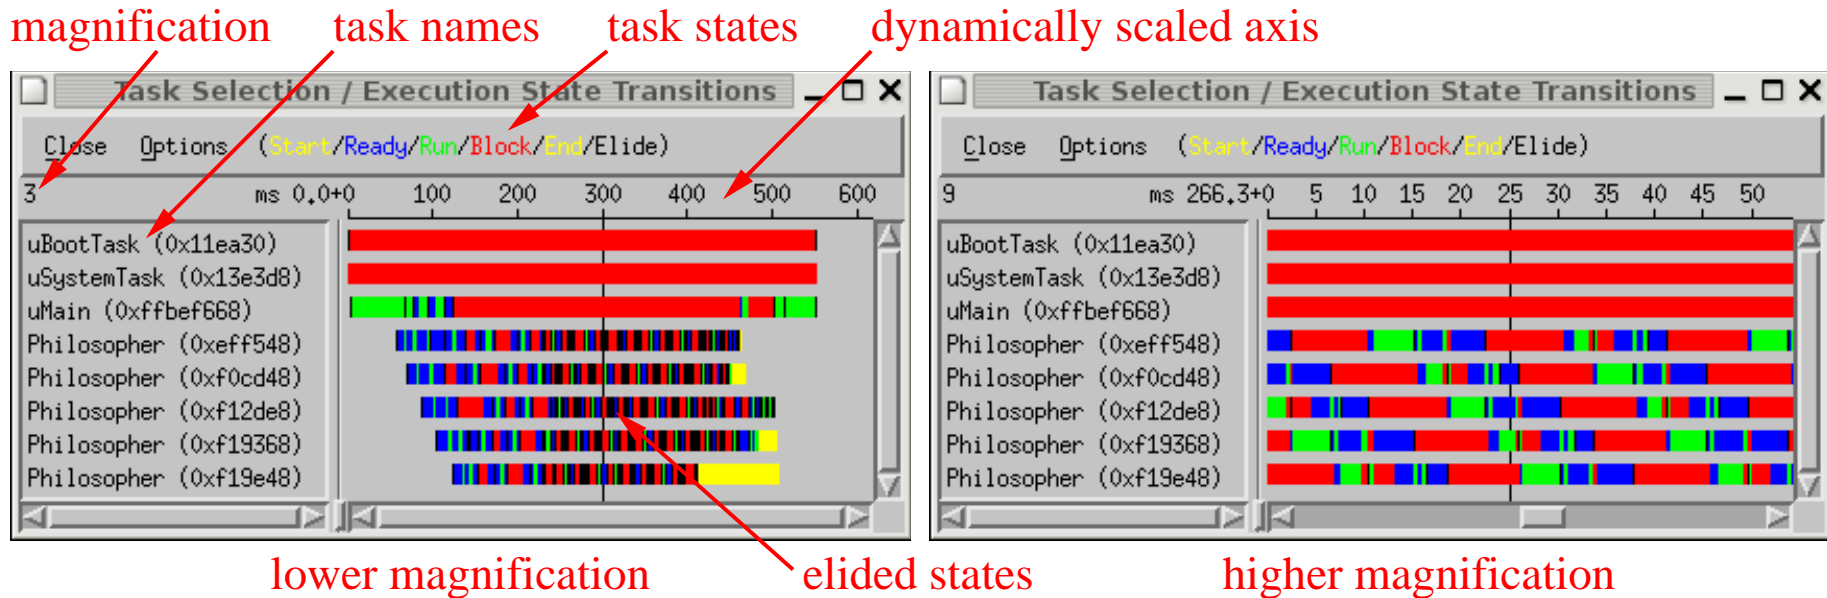 magnification task names task states dynamically scaled axis
Task Selection / Execution State Transitions
Close Options (Start/Ready/Run/Block/End/Elide)
3 ms 0.0+0 100 200 300 400 500 600
uBootTask (0x11ea30)
uSystemTask (0x13e3d8)
uMain (0xffbef668)
Philosopher (0xeff548)
Philosopher (0xf0cd48)
Philosopher (0xf12de8)
Philosopher (0xf19368)
Philosopher (0xf19e48)
Task Selection / Execution State Transitions
Close Options (Start/Ready/Run/Block/End/Elide)
9 ms 266.3+0 5 10 15 20 25 30 35 40 45 50
uBootTask (0x11ea30)
uSystemTask (0x13e3d8)
uMain (0xffbef668)
Philosopher (0xeff548)
Philosopher (0xf0cd48)
Philosopher (0xf12de8)
Philosopher (0xf19368)
Philosopher (0xf19e48)
lower magnification elided states higher magnification